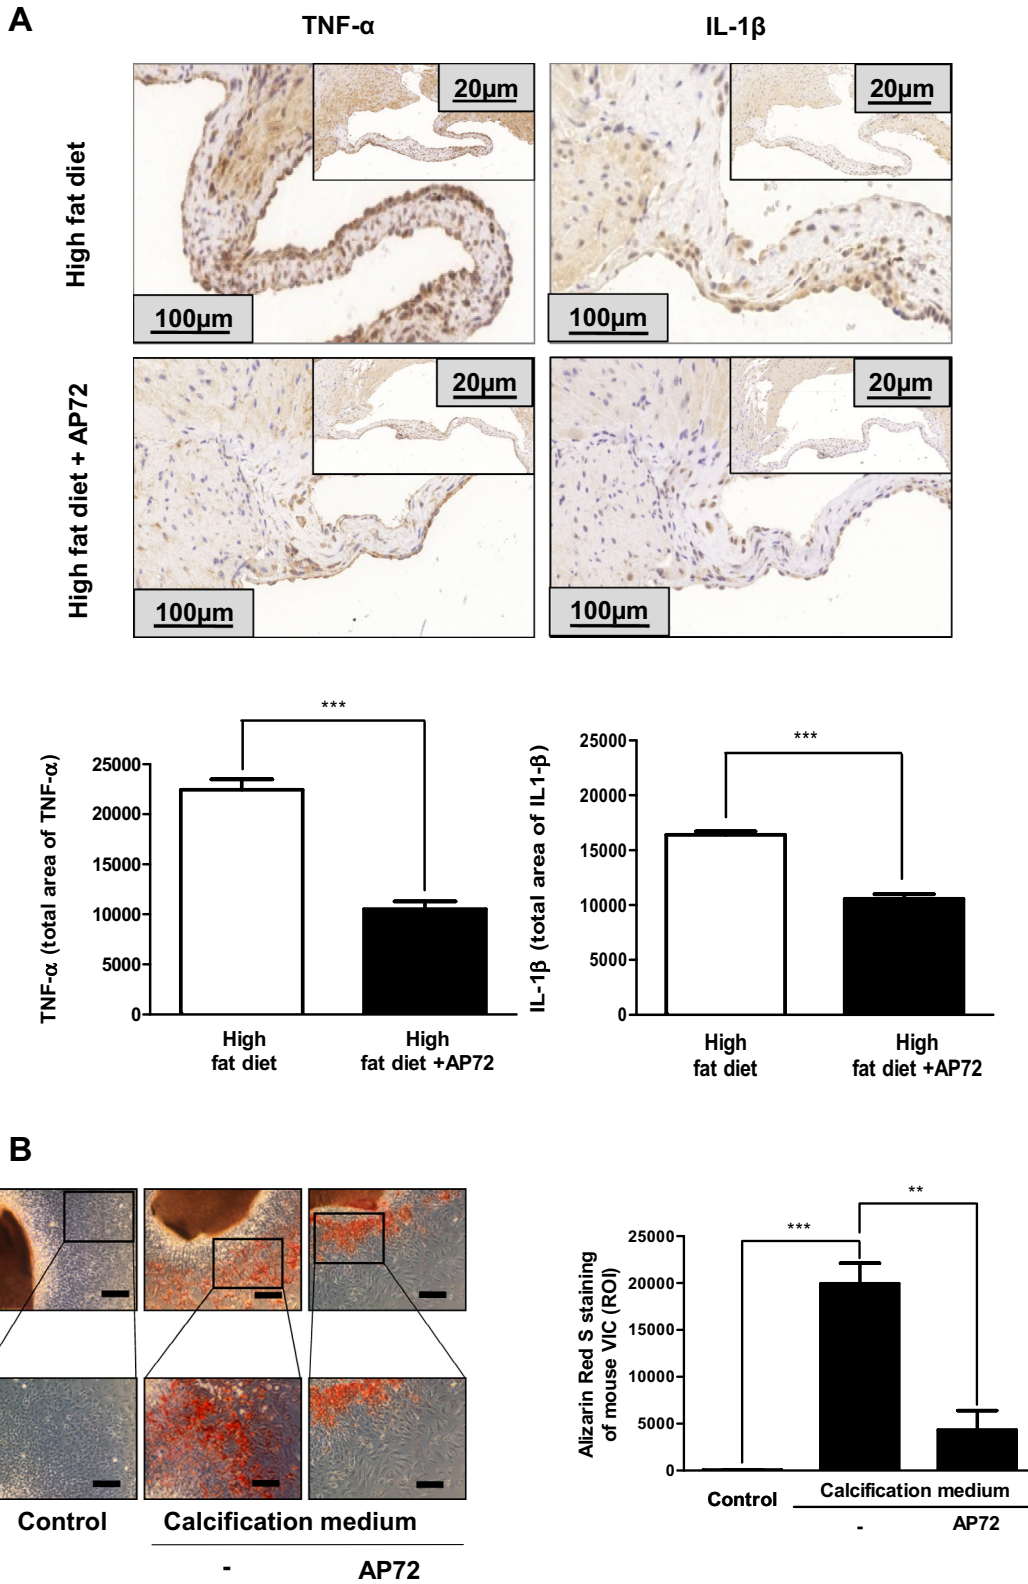 A
TNF-α
IL-1β
High fat diet
20µm
100µm
20µm
100µm
High fat diet + AP72
20µm
100µm
20µm
100µm
TNF-α (total area of TNF-α)
25000
20000
15000
10000
5000
0
***
High
fat diet
High
fat diet +AP72
IL-1β (total area of IL1-β)
25000
20000
15000
10000
5000
0
***
High
fat diet
High
fat diet +AP72
B
Control
Calcification medium
-
AP72
Alizarin Red S staining
of mouse VIC (ROI)
25000
20000
15000
10000
5000
0
***
**
Control
Calcification medium
-
AP72